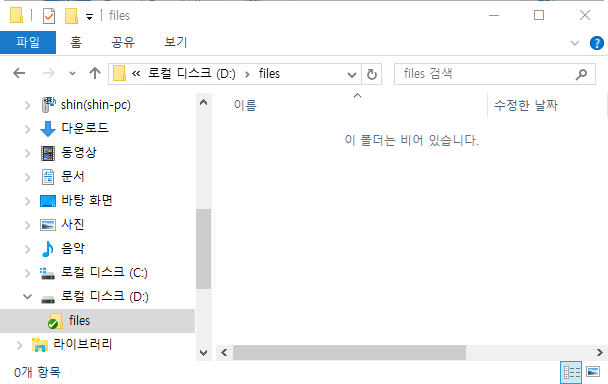 files
파일 홈 공유 보기
« 로컬 디스크 (D:) › files
files 검색
shin(shin-pc)
다운로드
동영상
문서
바탕 화면
사진
음악
로컬 디스크 (C:)
로컬 디스크 (D:)
files
라이브러리
이름 수정한 날짜
이 폴더는 비어 있습니다.
0개 항목